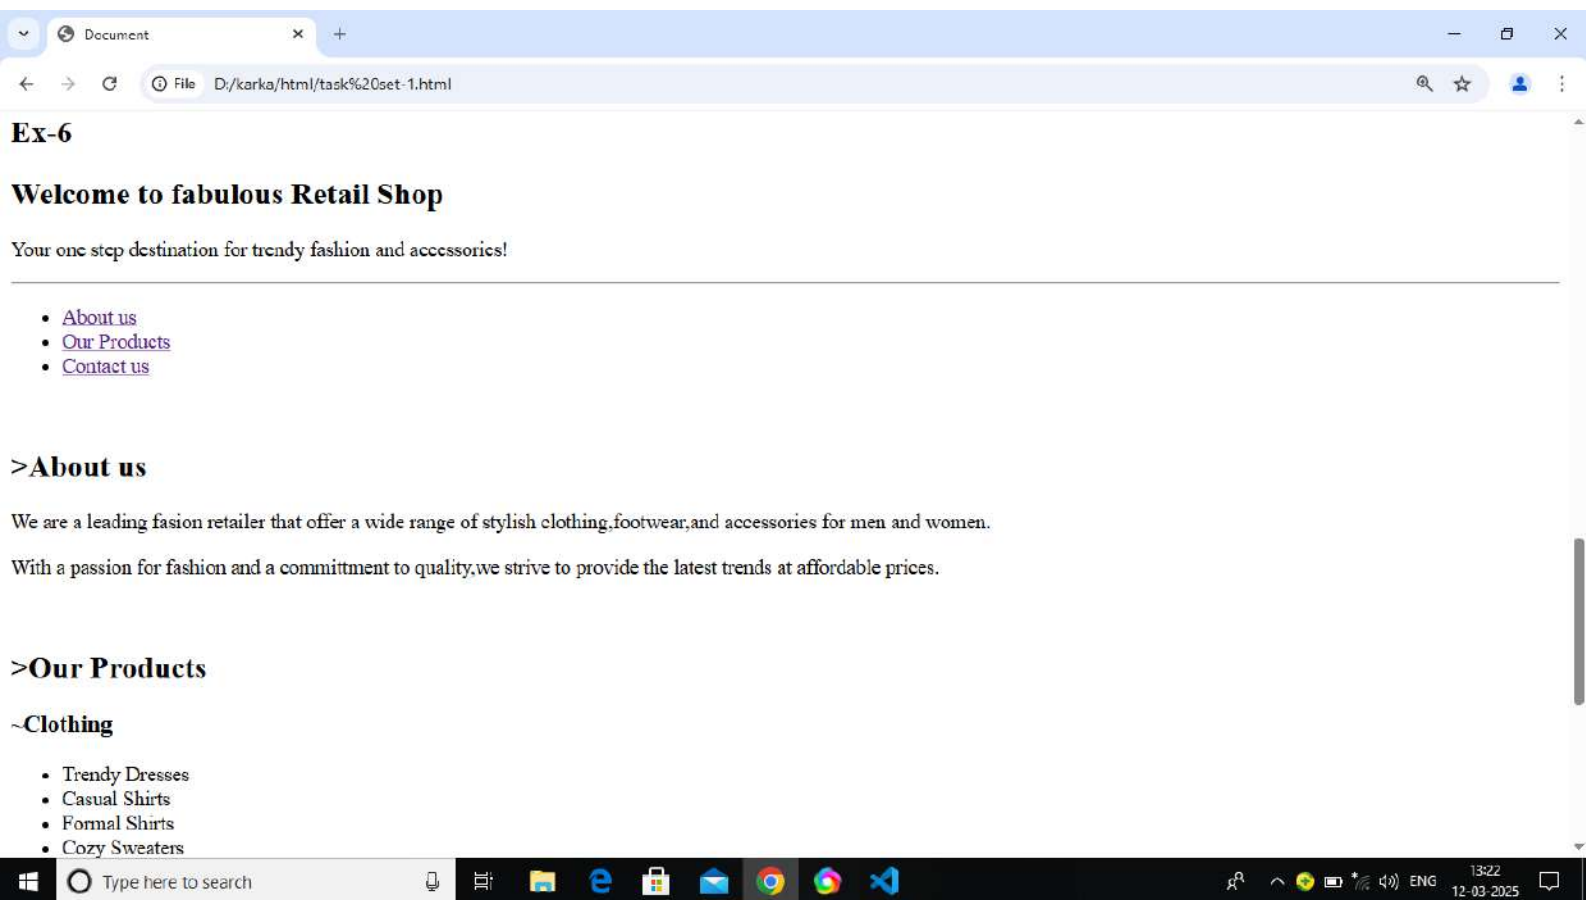 Document
File D:/karka/html/task%20set-1.html
Ex-6
Welcome to fabulous Retail Shop
Your one step destination for trendy fashion and accessories!
• About us
• Our Products
• Contact us
>About us
We are a leading fasion retailer that offer a wide range of stylish clothing,footwear,and accessories for men and women.
With a passion for fashion and a committment to quality,we strive to provide the latest trends at affordable prices.
>Our Products
~Clothing
• Trendy Dresses
• Casual Shirts
• Formal Shirts
• Cozy Sweaters
Type here to search
ENG
13:22
12-03-2025